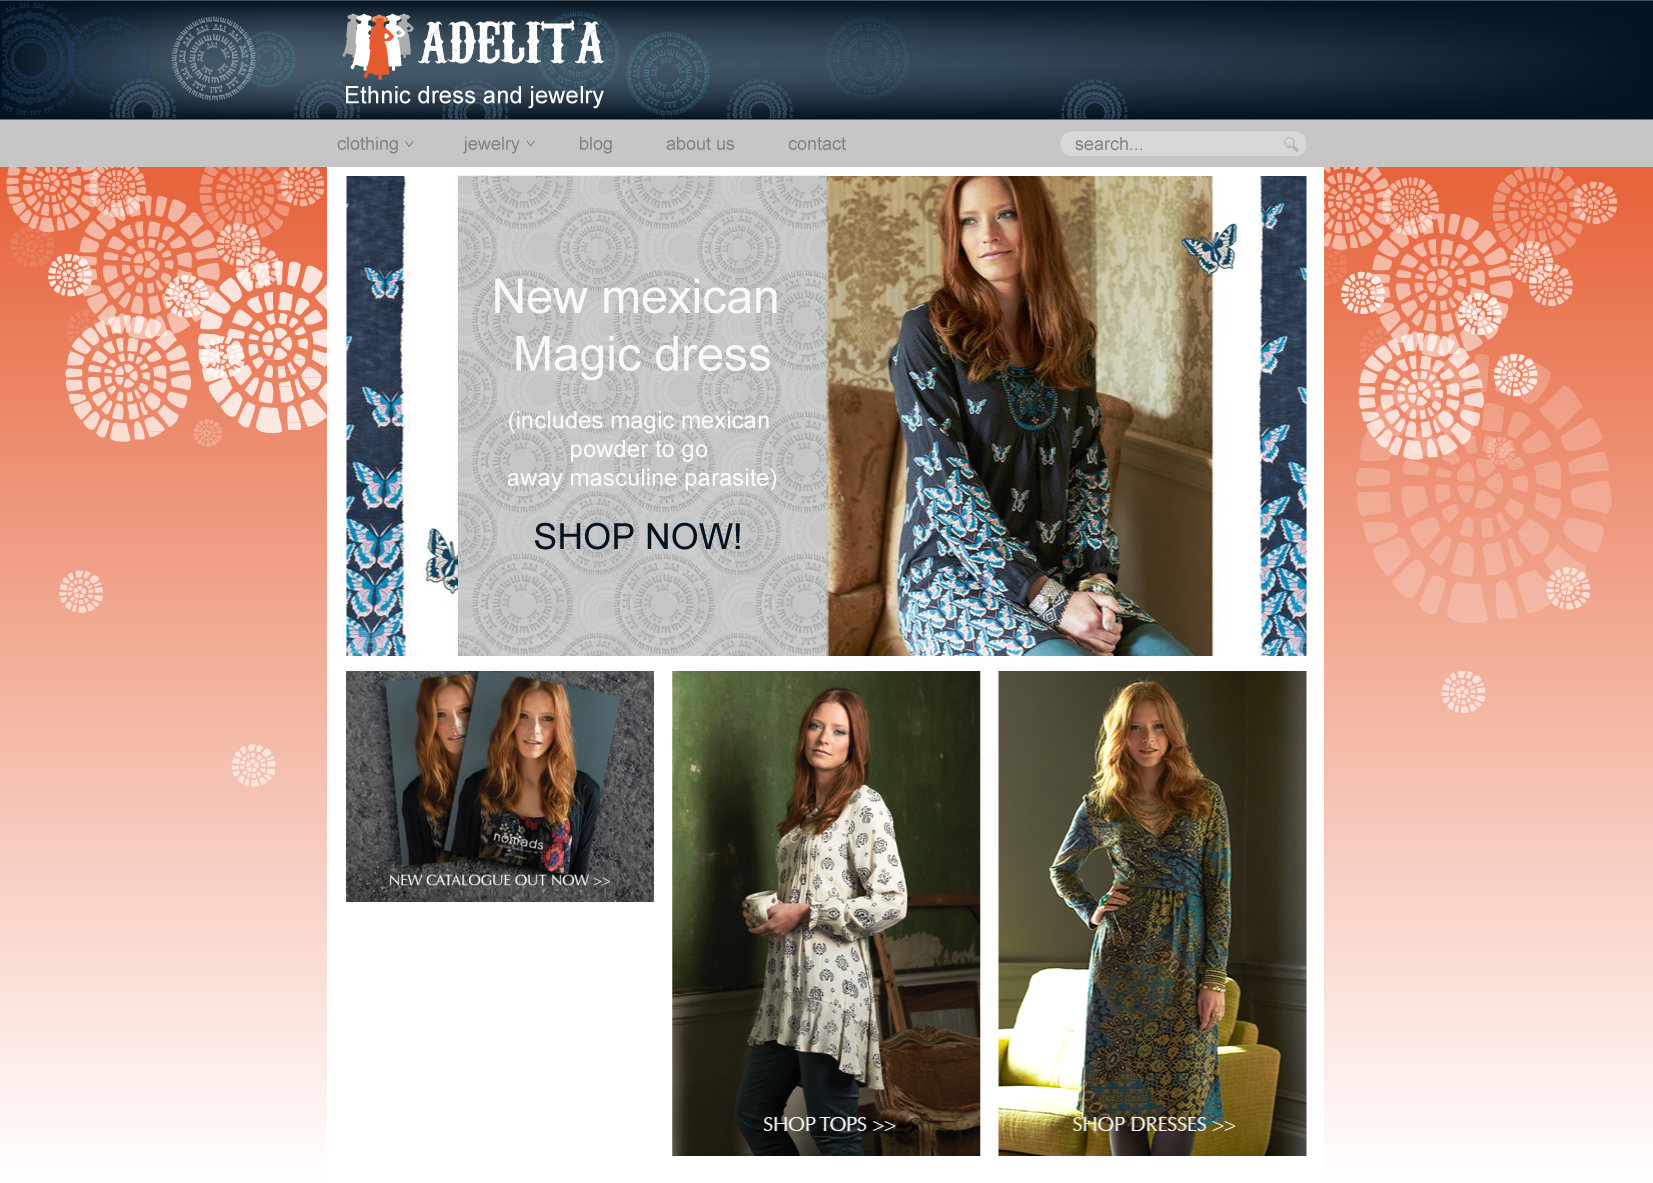 ADELITA
Ethnic dress and jewelry
clothing
jewelry
blog
about us
contact
search...
New mexican
Magic dress
(includes magic mexican
powder to go
away masculine parasite)
SHOP NOW!
nomads
NEW CATALOGUE OUT NOW >>
SHOP TOPS >>
SHOP DRESSES >>